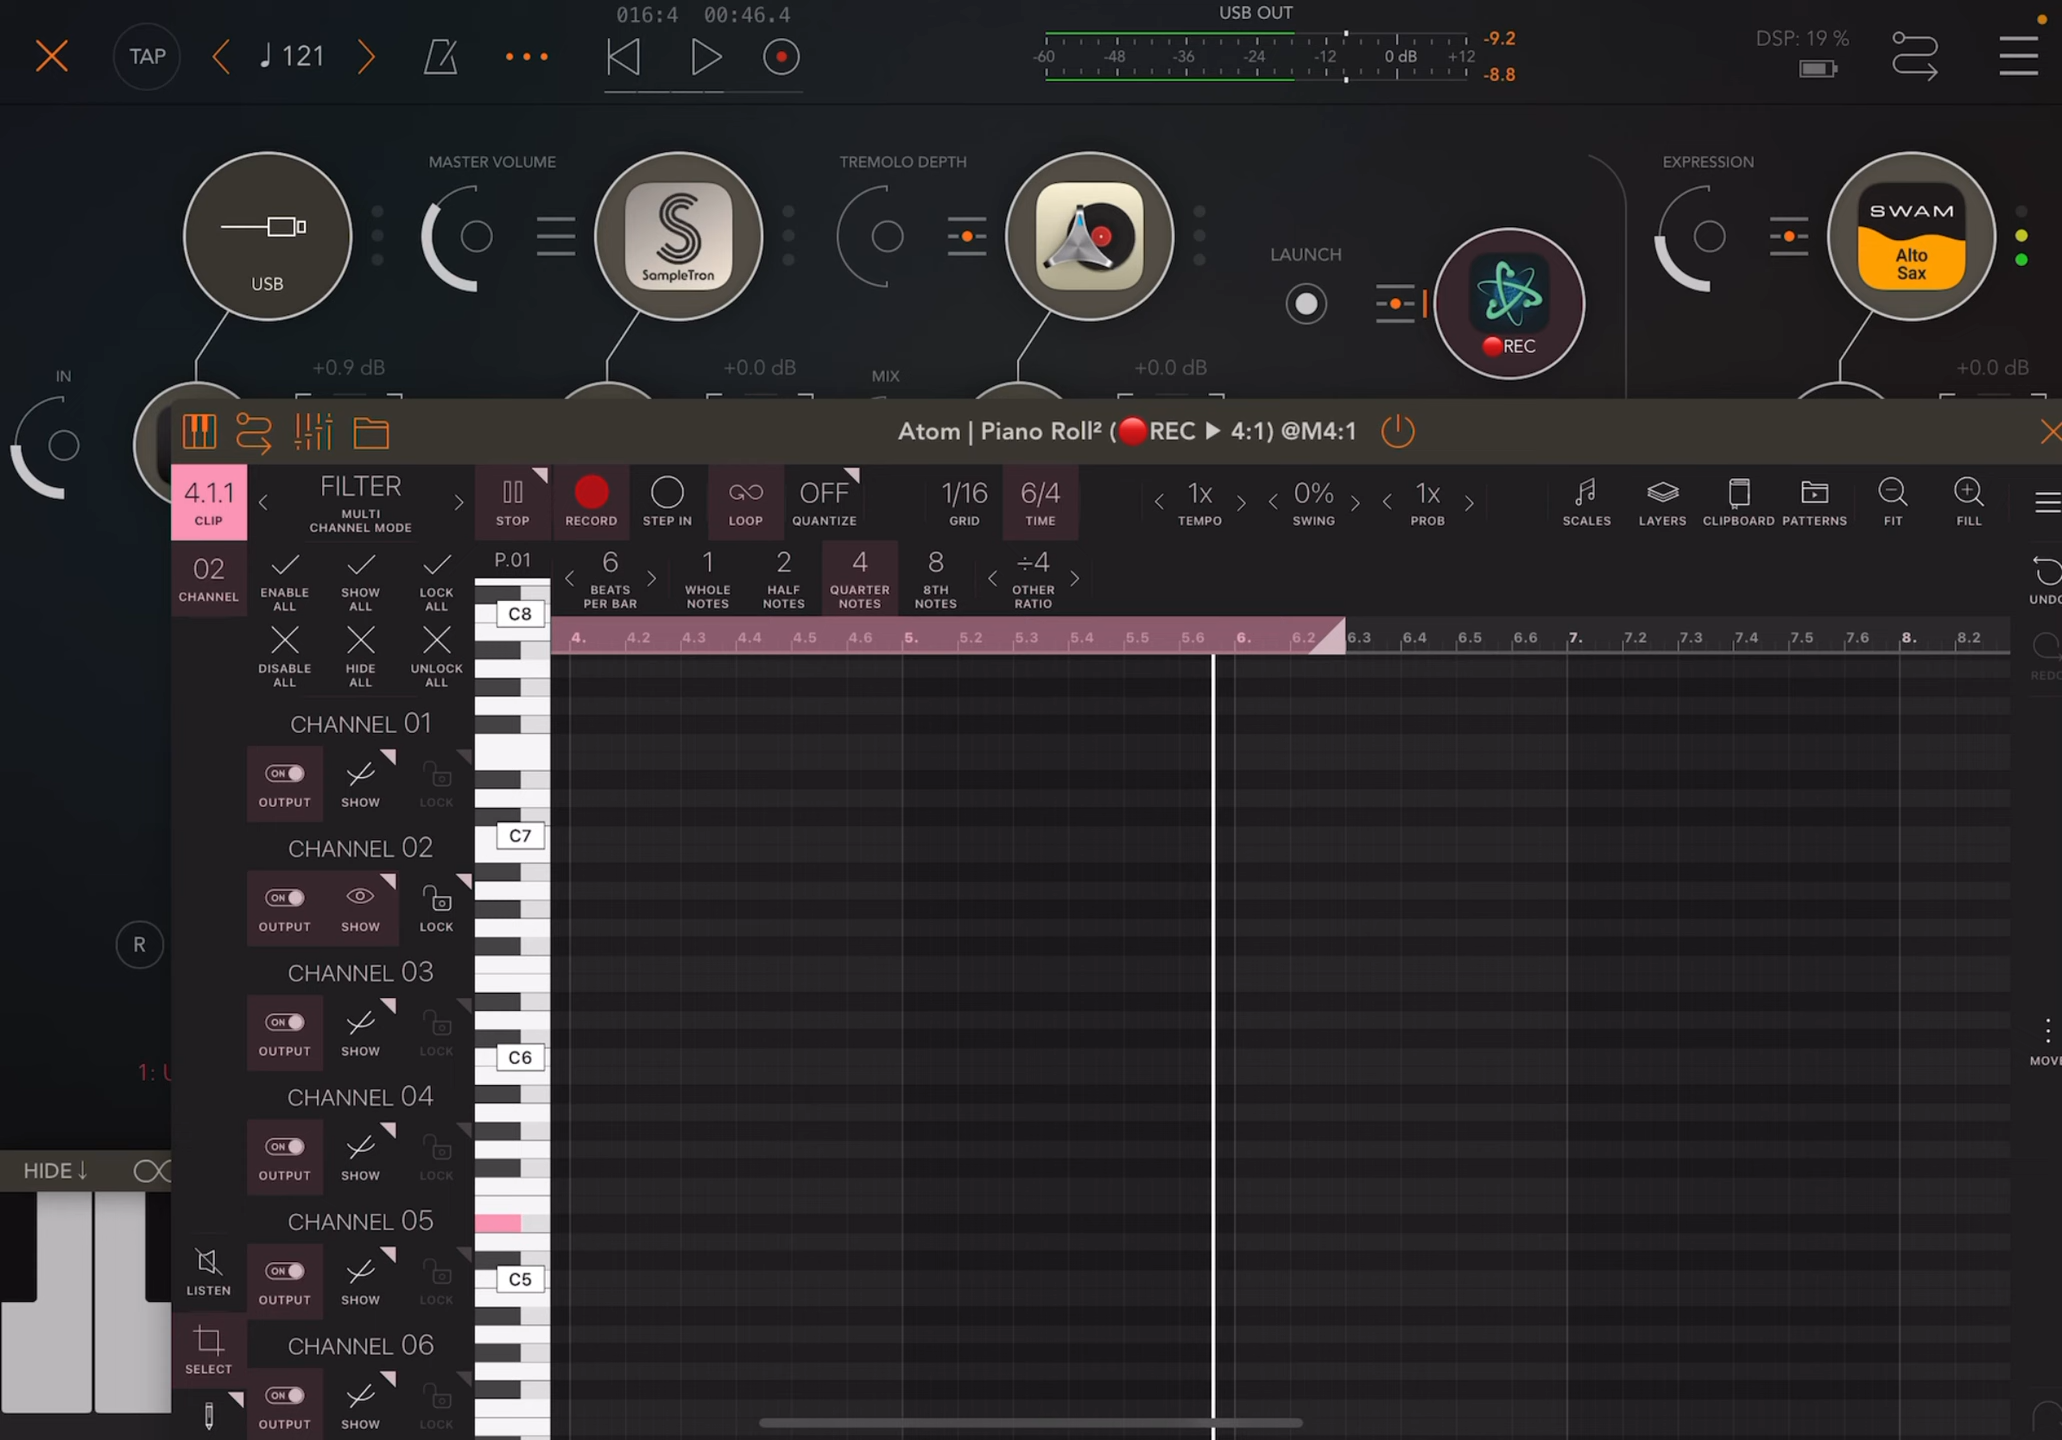 016:4 00:46.4
USB OUT
TAP
121
-60 -48 -36 -24 -12 0 dB +12
-9.2
-8.8
DSP: 19 %
MASTER VOLUME
TREMOLO DEPTH
EXPRESSION
USB
SampleTron
LAUNCH
REC
SWAM
Alto
Sax
IN
+0.9 dB
+0.0 dB
MIX
+0.0 dB
+0.0 dB
Atom | Piano Roll² (🔴REC ▶ 4:1) @M4:1
4.1.1
CLIP
FILTER
MULTI
CHANNEL MODE
STOP
RECORD
STEP IN
LOOP
OFF
QUANTIZE
1/16
GRID
6/4
TIME
1x
TEMPO
0%
SWING
1x
PROB
SCALES
LAYERS
CLIPBOARD
PATTERNS
FIT
FILL
02
CHANNEL
ENABLE
ALL
SHOW
ALL
LOCK
ALL
P.01
6
BEATS
PER BAR
1
WHOLE
NOTES
2
HALF
NOTES
4
QUARTER
NOTES
8
8TH
NOTES
÷4
OTHER
RATIO
UNDO
DISABLE
ALL
HIDE
ALL
UNLOCK
ALL
4. 4.2 4.3 4.4 4.5 4.6 5. 5.2 5.3 5.4 5.5 5.6 6. 6.2 6.3 6.4 6.5 6.6 7. 7.2 7.3 7.4 7.5 7.6 8. 8.2
REDO
C8
CHANNEL 01
ON
OUTPUT SHOW LOCK
C7
CHANNEL 02
ON
OUTPUT SHOW LOCK
R
CHANNEL 03
ON
OUTPUT SHOW LOCK
C6
MOVE
1: U
CHANNEL 04
ON
OUTPUT SHOW LOCK
HIDE↓
CHANNEL 05
ON
OUTPUT SHOW LOCK
C5
LISTEN
CHANNEL 06
ON
OUTPUT SHOW LOCK
SELECT